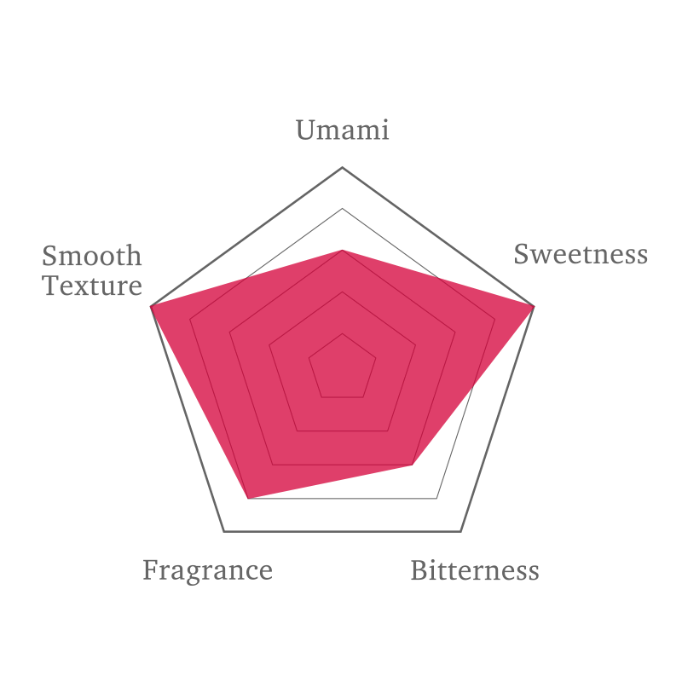 Umami
Smooth
Texture
Sweetness
Fragrance
Bitterness